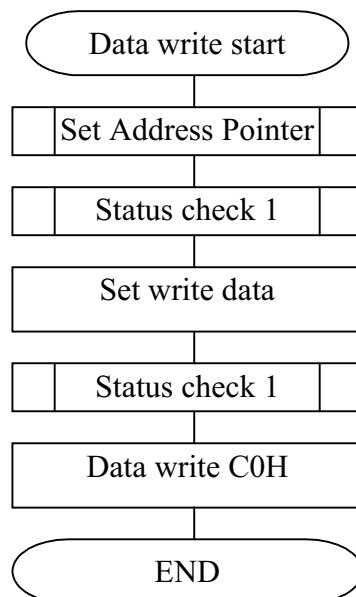 Data write start
Set Address Pointer
Status check 1
Set write data
Status check 1
Data write C0H
END